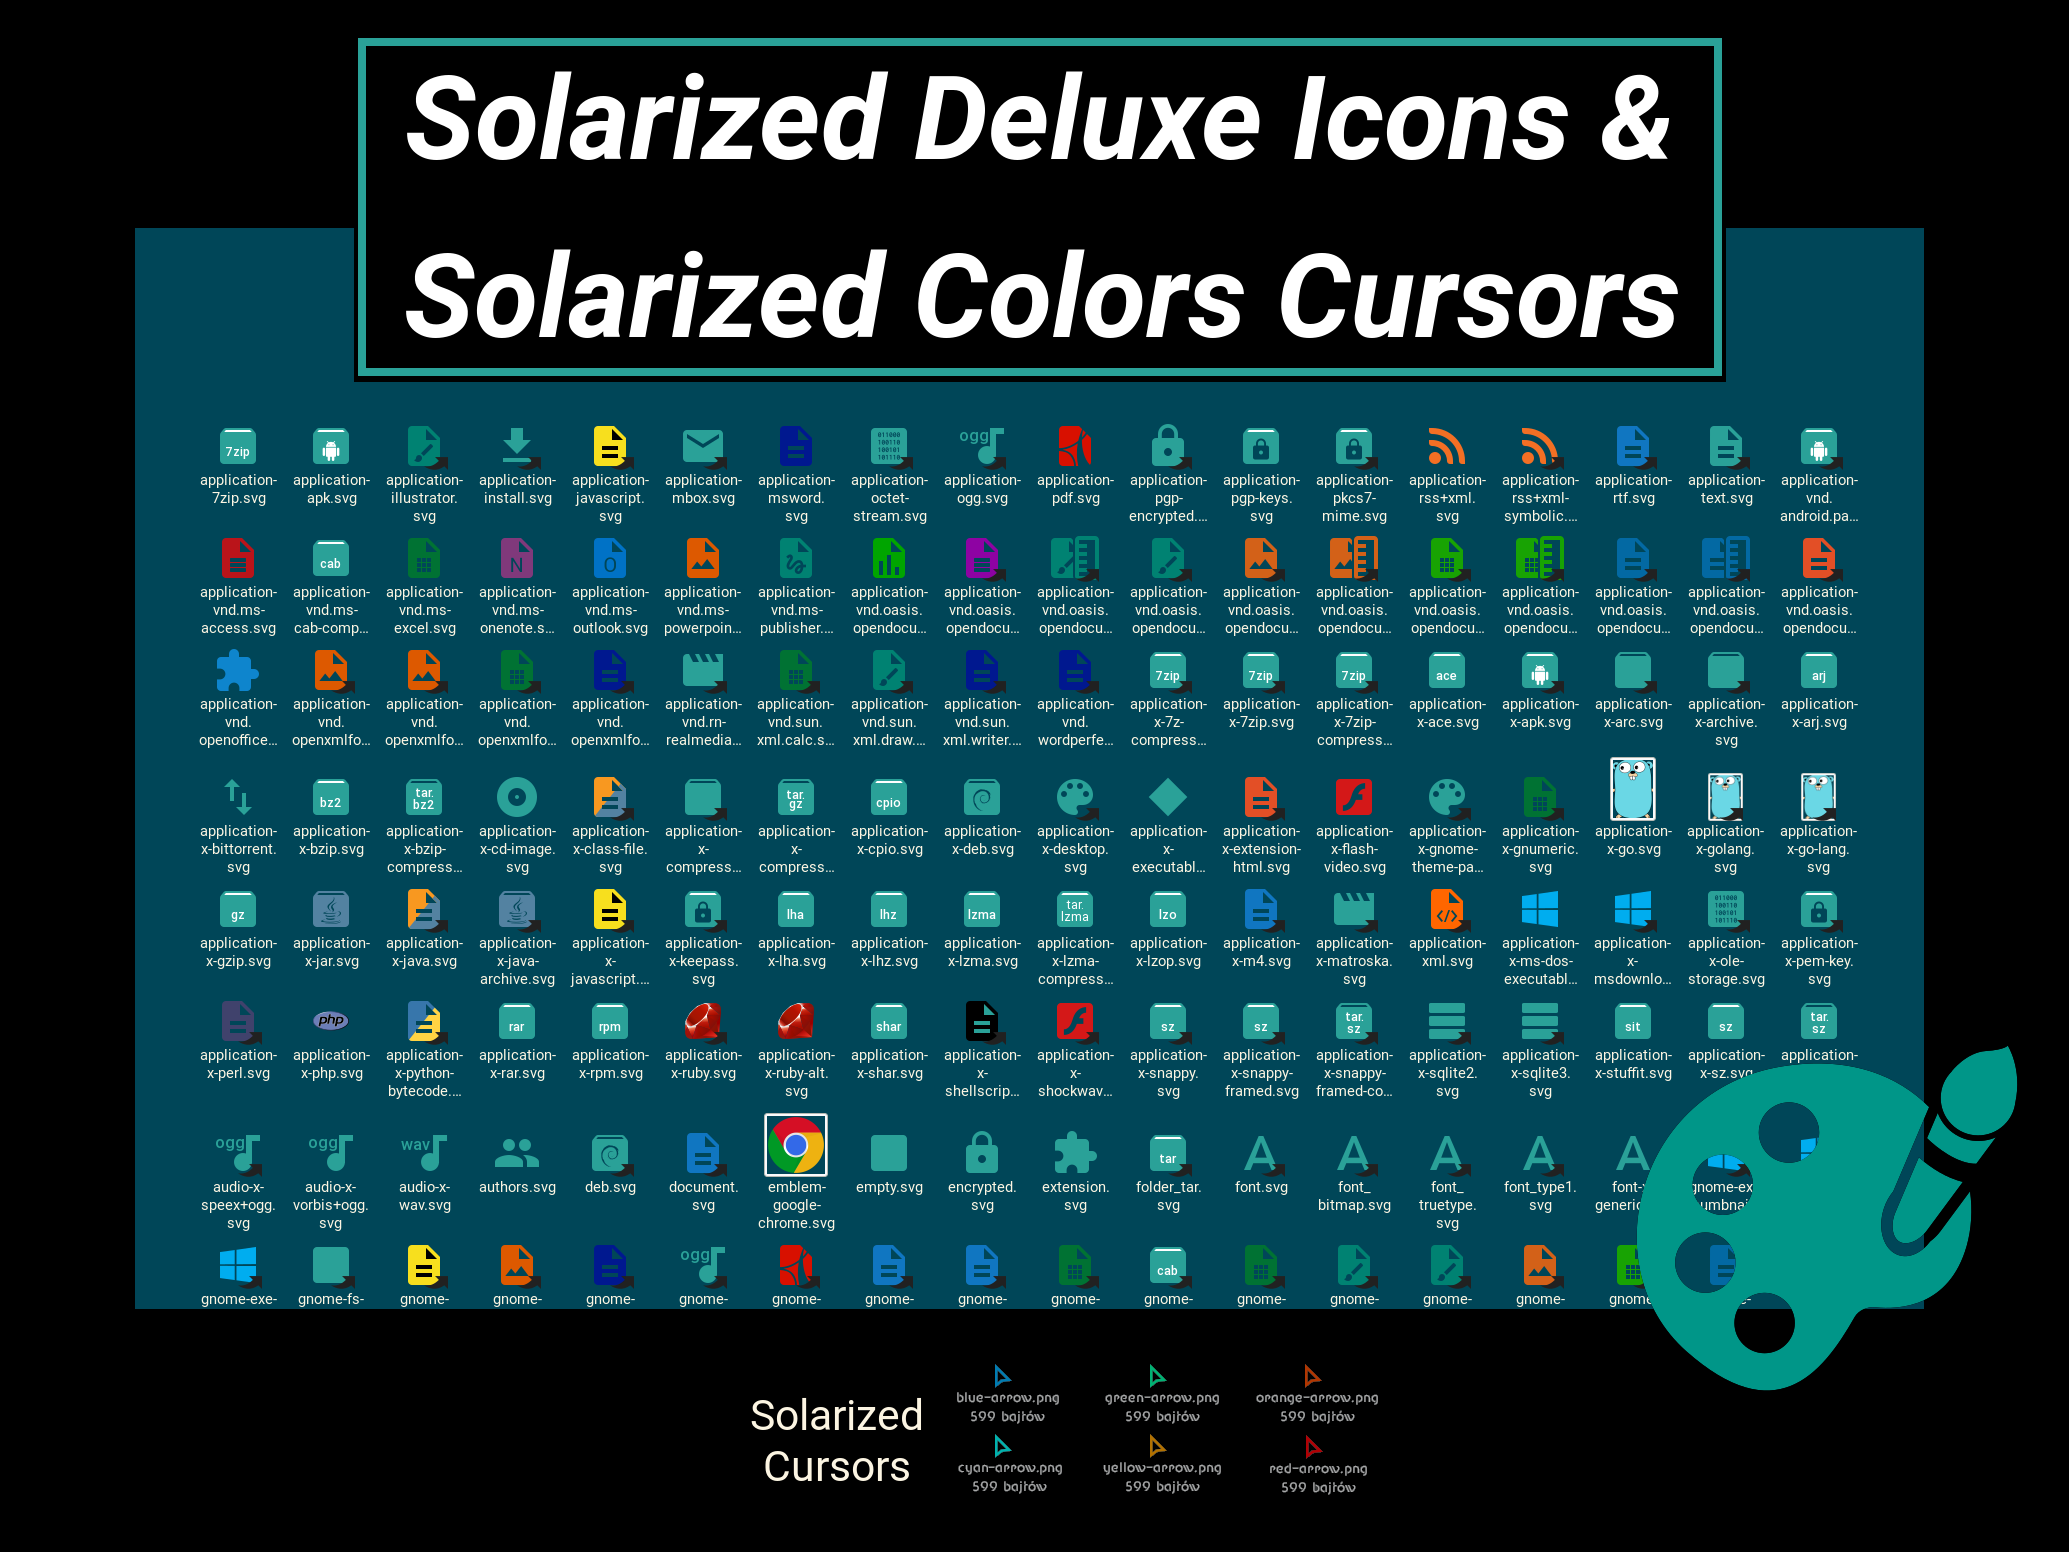 Solarized Deluxe Icons &
Solarized Colors Cursors
7zip
011000
100110
100101
101110
ogg
application-7zip.svg
application-apk.svg
application-illustrator.svg
application-install.svg
application-javascript.svg
application-mbox.svg
application-msword.svg
application-octet-stream.svg
application-ogg.svg
application-pdf.svg
application-pgp-encrypted....
application-pgp-keys.svg
application-pkcs7-mime.svg
application-rss+xml.svg
application-rss+xml-symbolic....
application-rtf.svg
application-text.svg
application-vnd.android.pa...
cab
N
O
application-vnd.ms-access.svg
application-vnd.ms-cab-comp...
application-vnd.ms-excel.svg
application-vnd.ms-onenote.s...
application-vnd.ms-outlook.svg
application-vnd.ms-powerpoin...
application-vnd.ms-publisher....
application-vnd.oasis.opendocu...
application-vnd.oasis.opendocu...
application-vnd.oasis.opendocu...
application-vnd.oasis.opendocu...
application-vnd.oasis.opendocu...
application-vnd.oasis.opendocu...
application-vnd.oasis.opendocu...
application-vnd.oasis.opendocu...
application-vnd.oasis.opendocu...
application-vnd.oasis.opendocu...
application-vnd.oasis.opendocu...
7zip
7zip
7zip
ace
arj
application-vnd.openoffice...
application-vnd.openxmlfo...
application-vnd.openxmlfo...
application-vnd.openxmlfo...
application-vnd.openxmlfo...
application-vnd.rn-realmedia...
application-vnd.sun.xml.calc.s...
application-vnd.sun.xml.draw....
application-vnd.sun.xml.writer....
application-vnd.wordperfe...
application-x-7z-compress...
application-x-7zip.svg
application-x-7zip-compress...
application-x-ace.svg
application-x-apk.svg
application-x-arc.svg
application-x-archive.svg
application-x-arj.svg
bz2
tar.bz2
tar.gz
cpio
application-x-bittorrent.svg
application-x-bzip.svg
application-x-bzip-compress...
application-x-cd-image.svg
application-x-class-file.svg
application-x-compress...
application-x-compress...
application-x-cpio.svg
application-x-deb.svg
application-x-desktop.svg
application-x-executabl...
application-x-extension-html.svg
application-x-flash-video.svg
application-x-gnome-theme-pa...
application-x-gnumeric.svg
application-x-go.svg
application-x-golang.svg
application-x-go-lang.svg
gz
lha
lhz
lzma
tar.lzma
lzo
011000
100110
100101
101110
application-x-gzip.svg
application-x-jar.svg
application-x-java.svg
application-x-java-archive.svg
application-x-javascript....
application-x-keepass.svg
application-x-lha.svg
application-x-lhz.svg
application-x-lzma.svg
application-x-lzma-compress...
application-x-lzop.svg
application-x-m4.svg
application-x-matroska.svg
application-xml.svg
application-x-ms-dos-executabl...
application-x-msdownlo...
application-x-ole-storage.svg
application-x-pem-key.svg
php
rar
rpm
shar
sz
sz
tar.sz
sit
sz
tar.sz
application-x-perl.svg
application-x-php.svg
application-x-python-bytecode....
application-x-rar.svg
application-x-rpm.svg
application-x-ruby.svg
application-x-ruby-alt.svg
application-x-shar.svg
application-x-shellscrip...
application-x-shockwav...
application-x-snappy.svg
application-x-snappy-framed.svg
application-x-snappy-framed-co...
application-x-sqlite2.svg
application-x-sqlite3.svg
application-x-stuffit.svg
application-x-sz.svg
application-
ogg
ogg
wav
tar
audio-x-speex+ogg.svg
audio-x-vorbis+ogg.svg
audio-x-wav.svg
authors.svg
deb.svg
document.svg
emblem-google-chrome.svg
empty.svg
encrypted.svg
extension.svg
folder_tar.svg
font.svg
font_bitmap.svg
font_truetype.svg
font_type1.svg
ogg
cab
gnome-exe-
gnome-fs-
gnome-
gnome-
gnome-
gnome-
gnome-
gnome-
gnome-
gnome-
gnome-
gnome-
gnome-
gnome-
gnome-
Solarized
Cursors
blue-arrow.png
599 bajtów
green-arrow.png
599 bajtów
orange-arrow.png
599 bajtów
cyan-arrow.png
599 bajtów
yellow-arrow.png
599 bajtów
red-arrow.png
599 bajtów